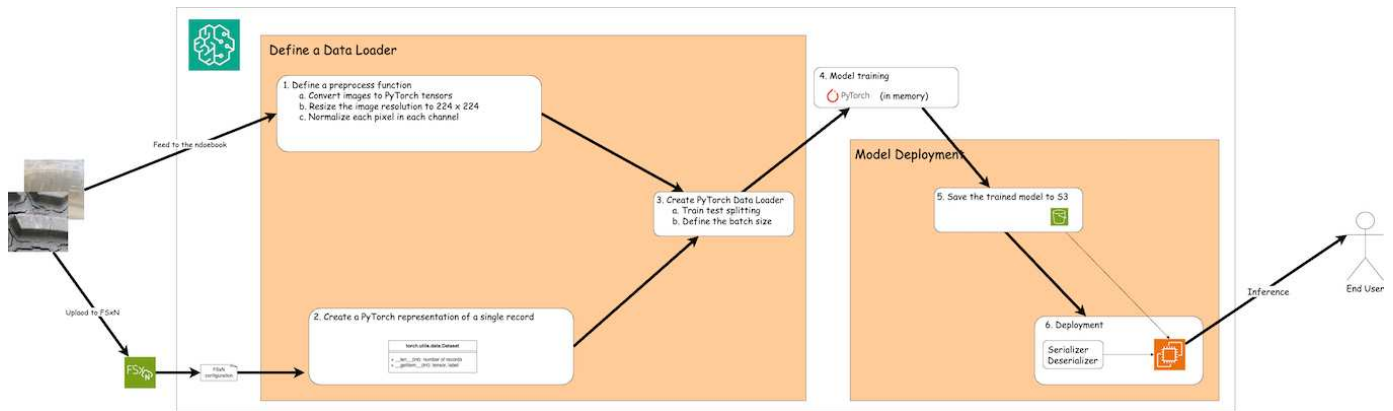 Define a Data Loader
1. Define a preprocess function
a. Convert images to PyTorch tensors
b. Resize the image resolution to 224 x 224
c. Normalize each pixel in each channel
4. Model training
PyTorch (in memory)
Feed to the ndoebook
Model Deployment
3. Create PyTorch Data Loader
a. Train test splitting
b. Define the batch size
5. Save the trained model to S3
Upload to FSxN
Inference
End User
2. Create a PyTorch representation of a single record
torch.utils.data.Dataset
+ __len__(int): number of records
+ __getitem__(int): tensor, label
6. Deployment
Serializer
Deserializer
FSx
N
FSxN
configuration